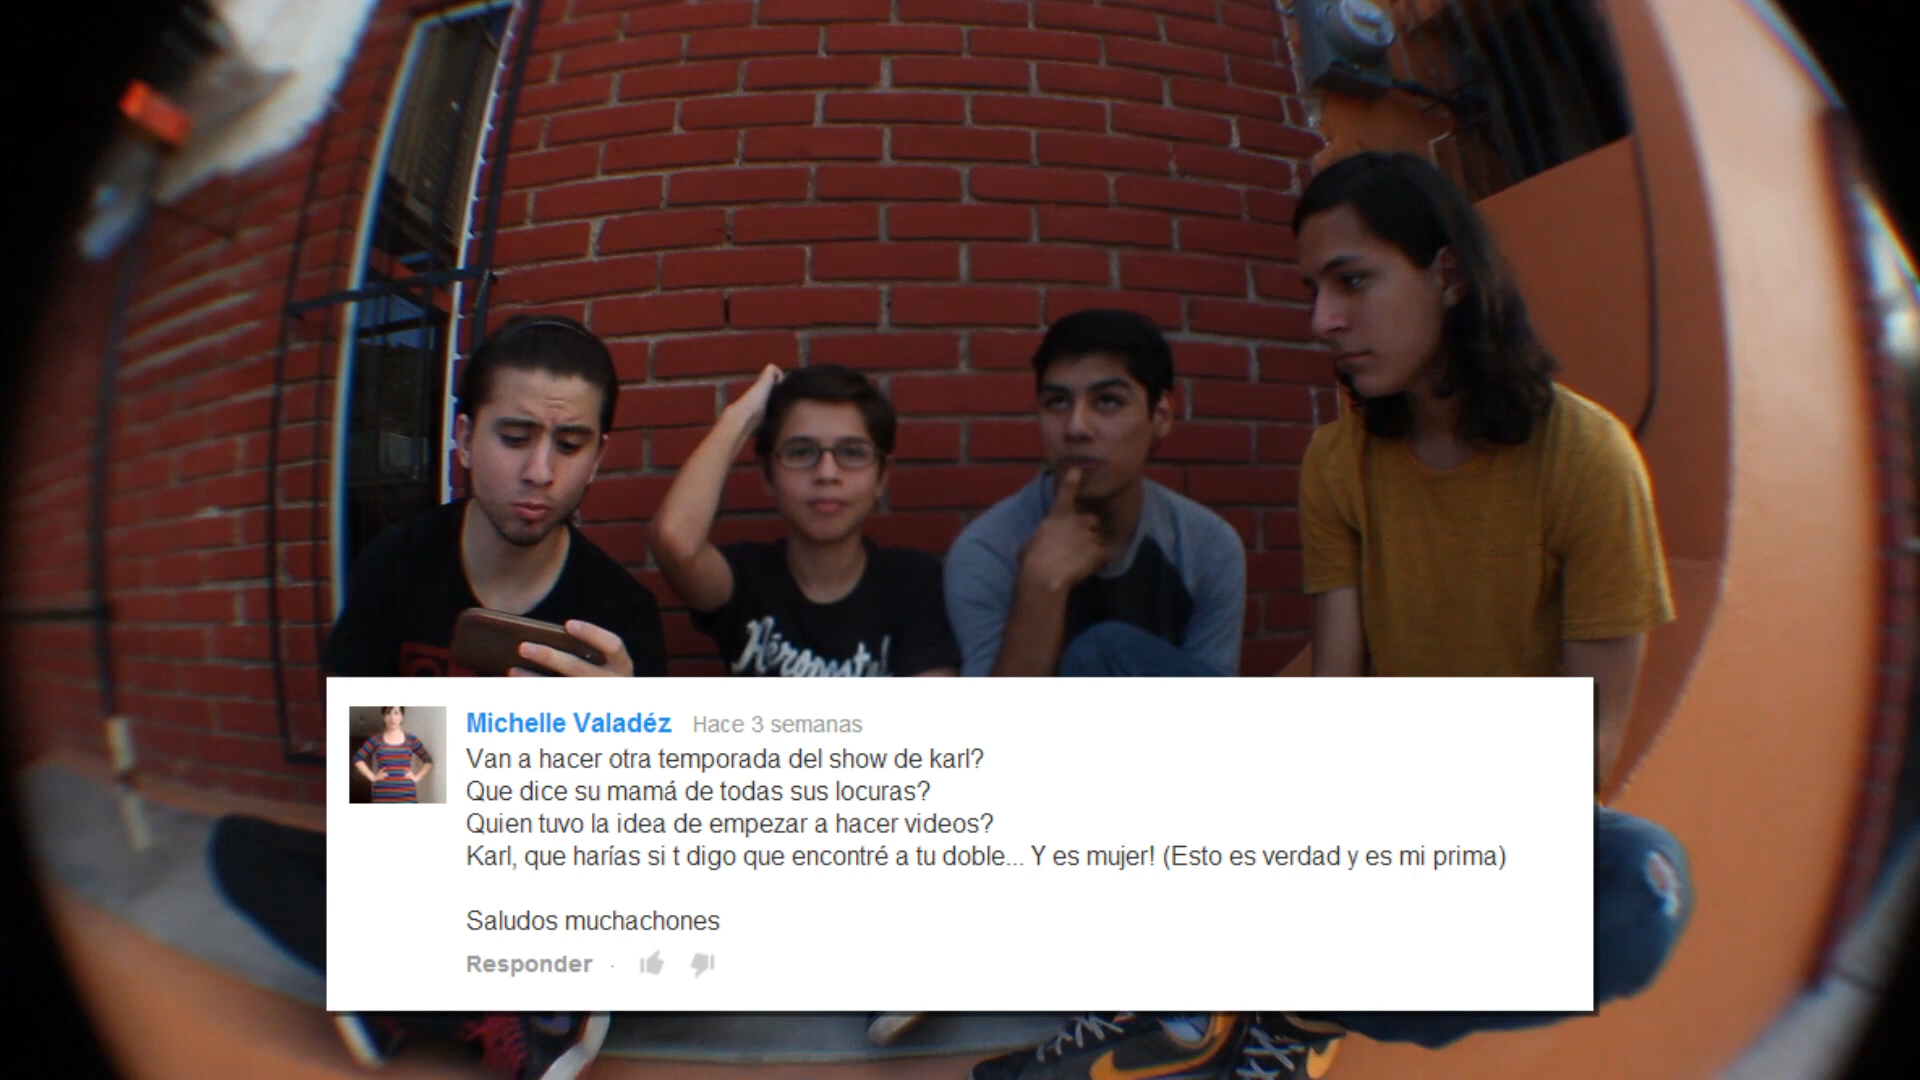 Aéropostal
Michelle Valadéz Hace 3 semanas
Van a hacer otra temporada del show de karl?
Que dice su mamá de todas sus locuras?
Quien tuvo la idea de empezar a hacer videos?
Karl, que harías si t digo que encontré a tu doble... Y es mujer! (Esto es verdad y es mi prima)
Saludos muchachones
Responder ·